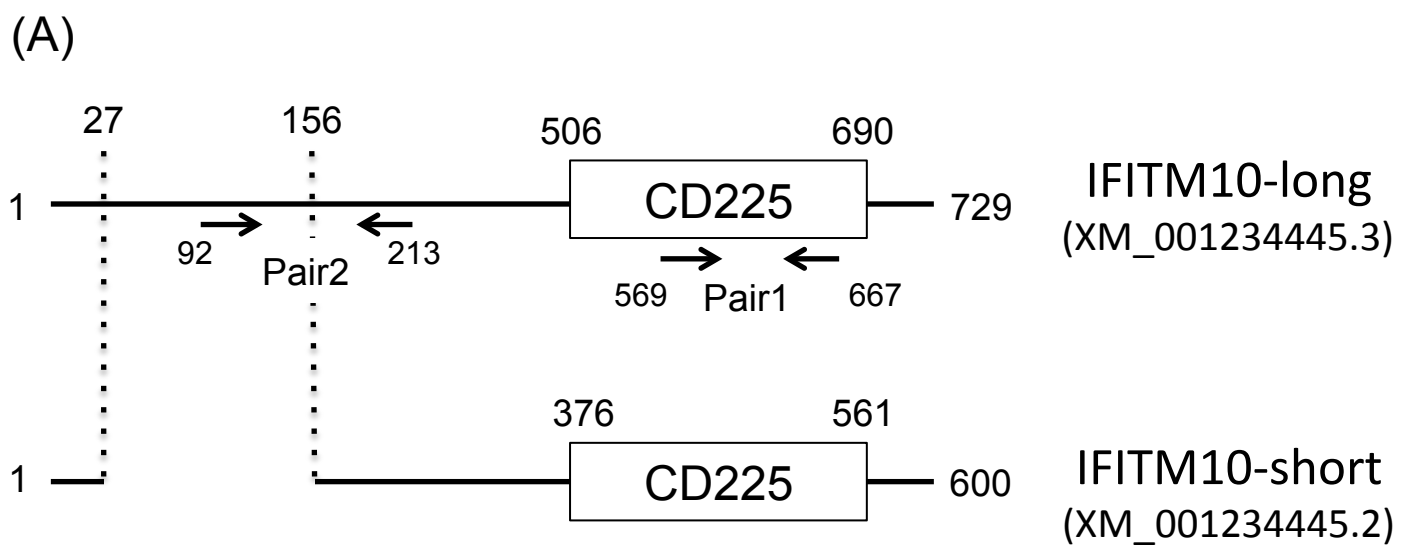 (A)
27
156
506
690
1
CD225
729
IFITM10-long
(XM_001234445.3)
92
Pair2
213
569
Pair1
667
376
561
1
CD225
600
IFITM10-short
(XM_001234445.2)